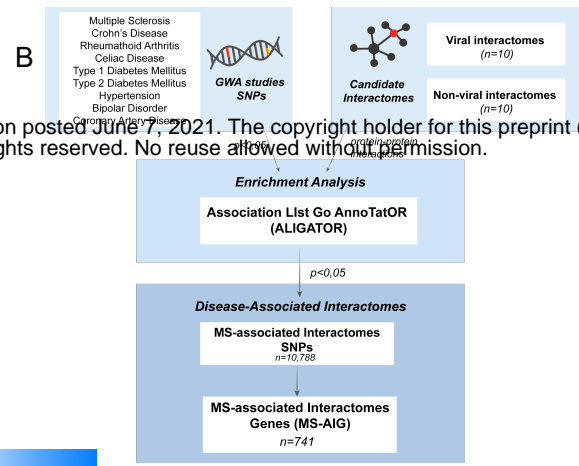 B
Multiple Sclerosis
Crohn's Disease
Rheumathoid Arthritis
Celiac Disease
Type 1 Diabetes Mellitus
Type 2 Diabetes Mellitus
Hypertension
Bipolar Disorder
Coronary Artery Disease
GWA studies
SNPs
Candidate
Interactomes
Viral interactomes
(n=10)
Non-viral interactomes
(n=10)
on posted June 7, 2021. The copyright holder for this preprint (
ghts reserved. No reuse allowed without permission.
p<0,05
protein-protein
interactions
Enrichment Analysis
Association LIst Go AnnoTatOR
(ALIGATOR)
p<0,05
Disease-Associated Interactomes
MS-associated Interactomes
SNPs
n=10,788
MS-associated Interactomes
Genes (MS-AIG)
n=741